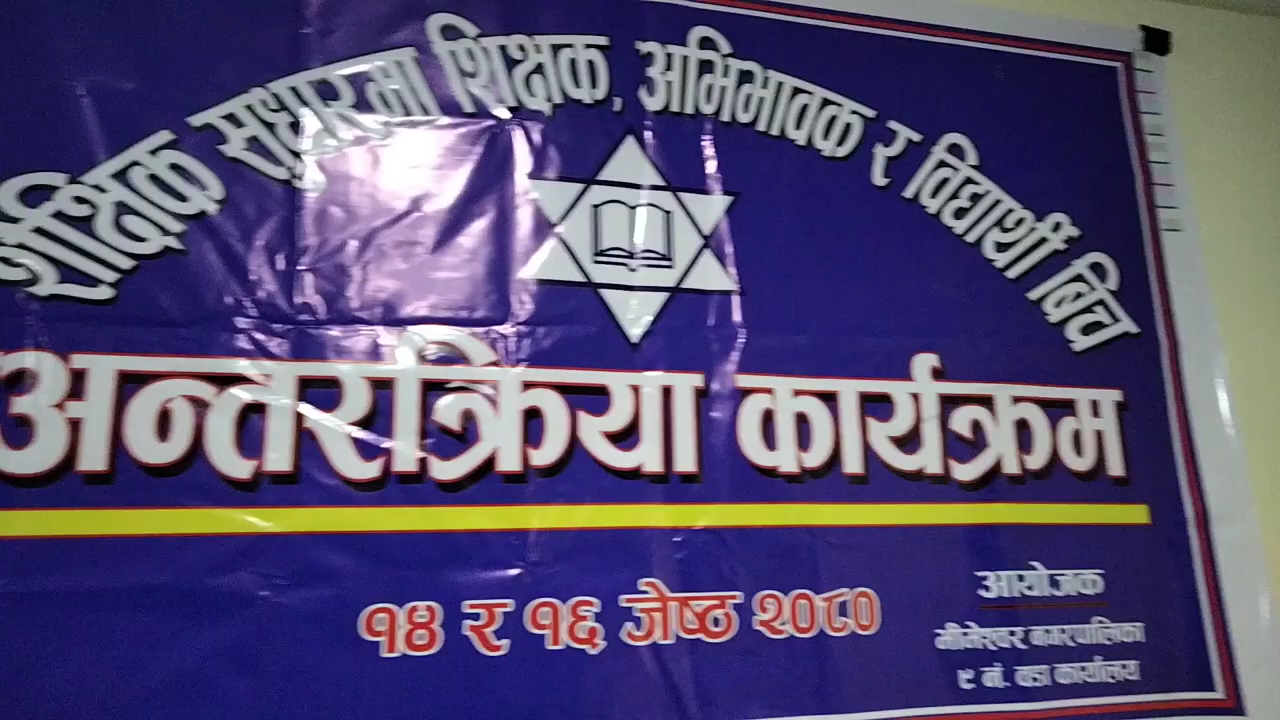 शैक्षिक सुधारमा शिक्षक, अभिभावक र विद्यार्थी बिच
अन्तरक्रिया कार्यक्रम
१४ र १६ जेष्ठ २०८०
आयोजक
भीमेश्वर नगरपालिका
९ नं. वडा कार्यालय